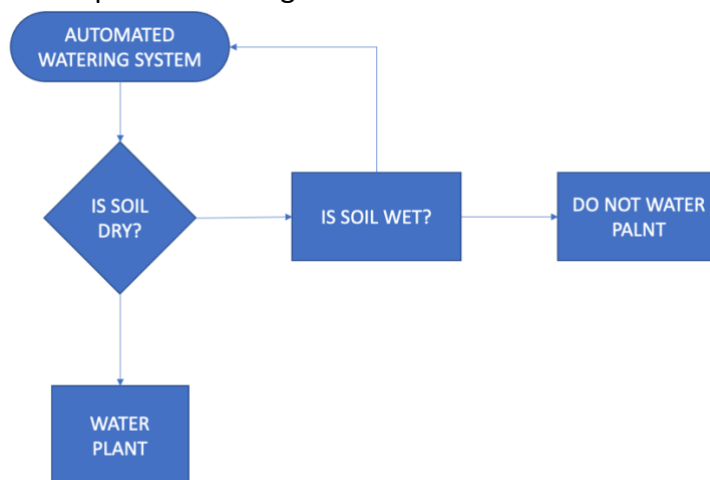 AUTOMATED
WATERING SYSTEM
IS SOIL
DRY?
IS SOIL WET?
DO NOT WATER
PALNT
WATER
PLANT